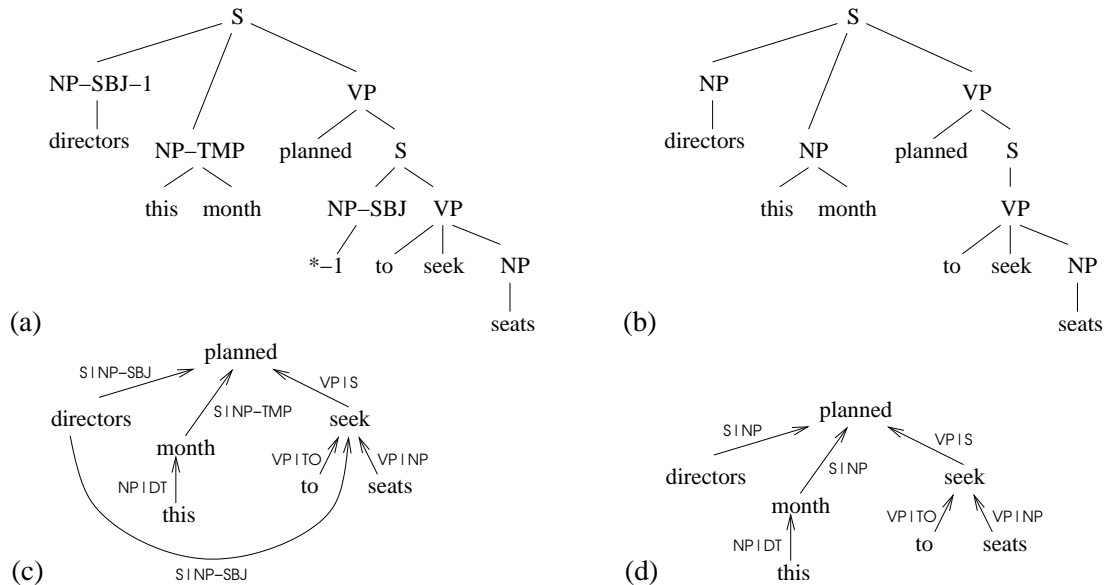 S
NP–SBJ–1
VP
directors
NP–TMP
planned
S
this month
NP–SBJ VP
*–1 to seek NP
seats
(a)
S
NP
VP
directors
NP
planned
S
this month
VP
to seek NP
seats
(b)
planned
S|NP–SBJ
VP|S
directors
S|NP–TMP
seek
month
VP|TO
VP|NP
NP|DT
to
seats
this
S|NP–SBJ
(c)
planned
S|NP
VP|S
directors
S|NP
seek
month
VP|TO
VP|NP
NP|DT
to
seats
this
(d)